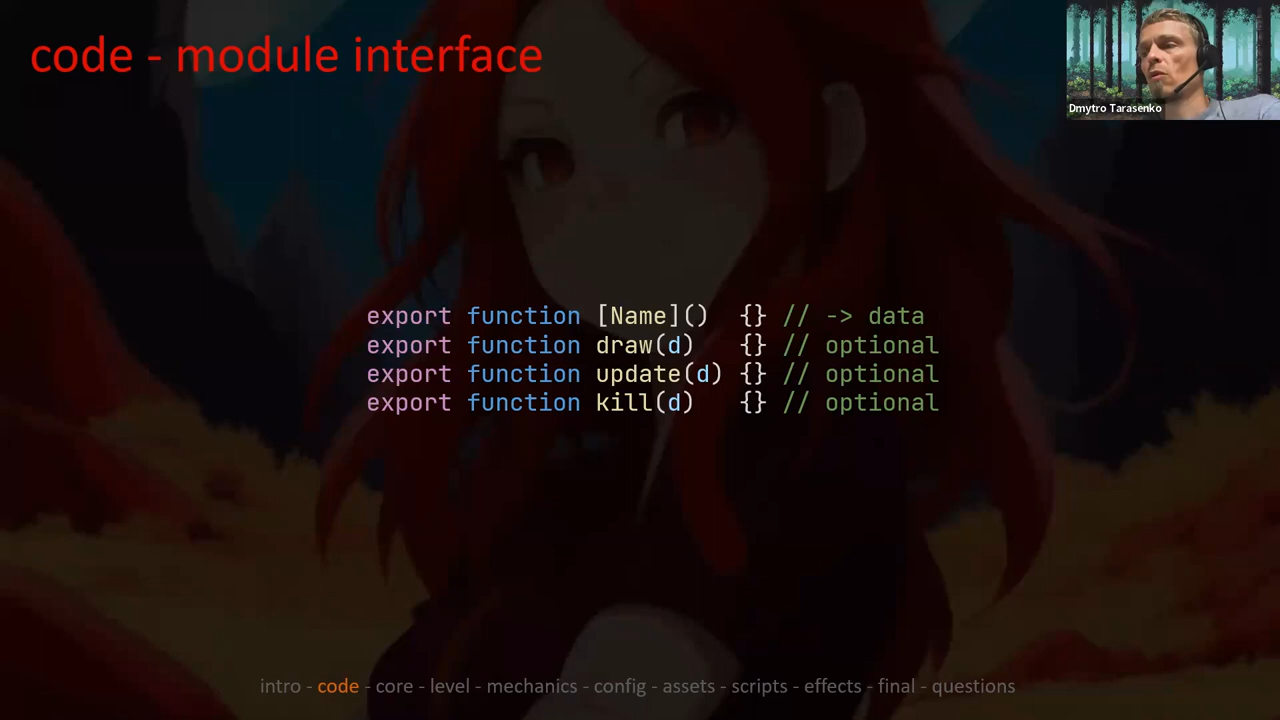 code - module interface
Dmytro Tarasenko
export function [Name]() {} // -> data
export function draw(d) {} // optional
export function update(d) {} // optional
export function kill(d) {} // optional
intro - code - core - level - mechanics - config - assets - scripts - effects - final - questions